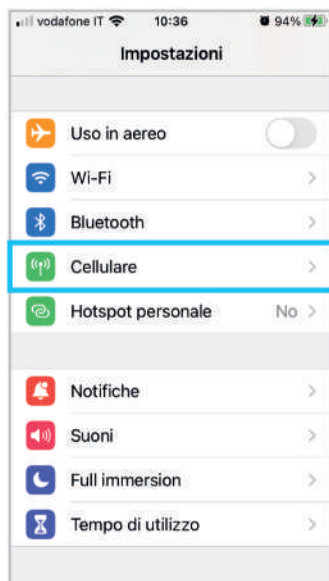 vodafone IT 10:36 94%
Impostazioni
Uso in aereo
Wi-Fi
Bluetooth
Cellulare
Hotspot personale No
Notifiche
Suoni
Full immersion
Tempo di utilizzo